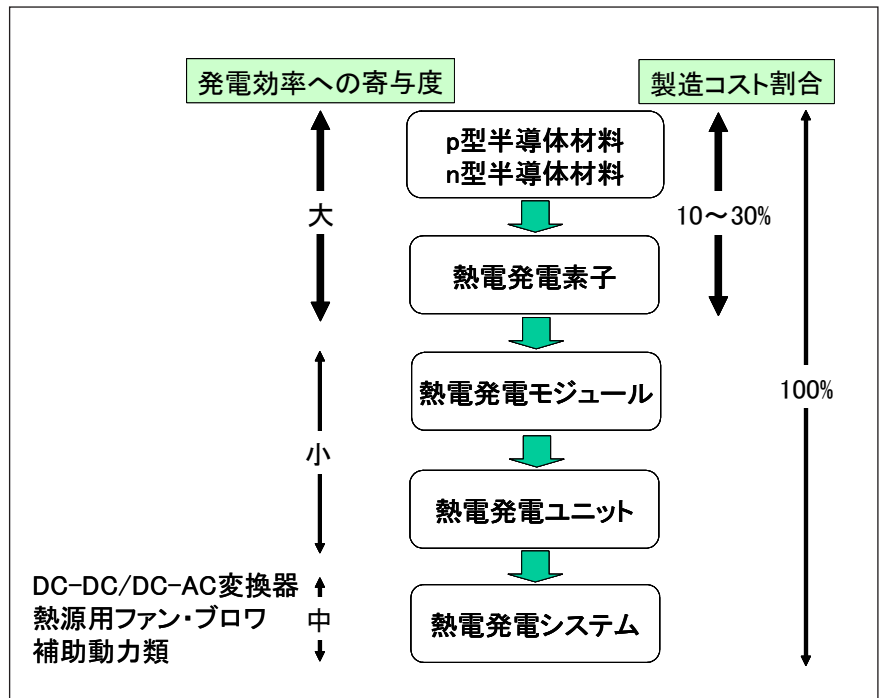 発電効率への寄与度
製造コスト割合
p型半導体材料
n型半導体材料
大
10～30%
熱電発電素子
熱電発電モジュール
100%
小
熱電発電ユニット
DC-DC/DC-AC変換器
熱源用ファン・ブロワ
補助動力類
中
熱電発電システム